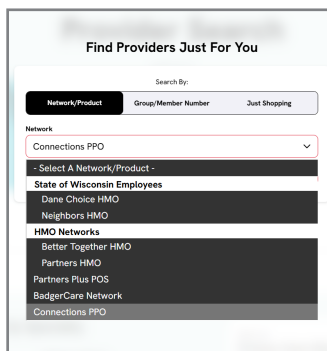 Provider Search
Find Providers Just For You
Search By:
Network/Product
Group/Member Number
Just Shopping
Network
Connections PPO
- Select A Network/Product -
State of Wisconsin Employees
Dane Choice HMO
Neighbors HMO
HMO Networks
Better Together HMO
Partners HMO
Partners Plus POS
BadgerCare Network
Connections PPO